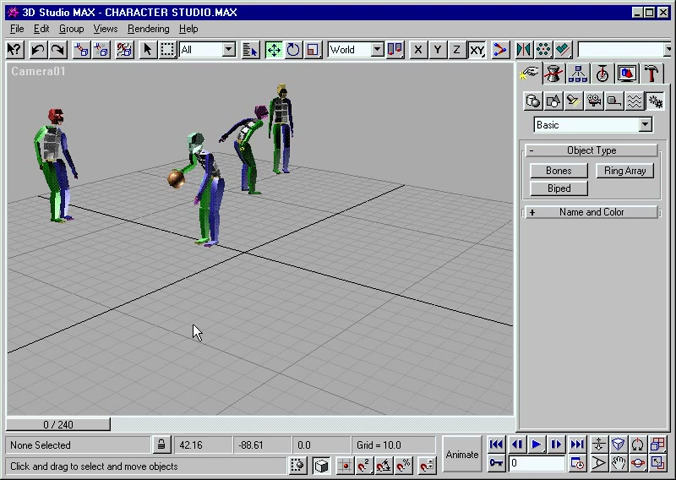 3D Studio MAX - CHARACTER STUDIO.MAX
File Edit Group Views Rendering Help
All World X Y Z XY
Camera01
Basic
- Object Type
Bones Ring Array
Biped
+ Name and Color
0 / 240
None Selected 42.16 -88.61 0.0 Grid = 10.0 Animate
Click and drag to select and move objects 0